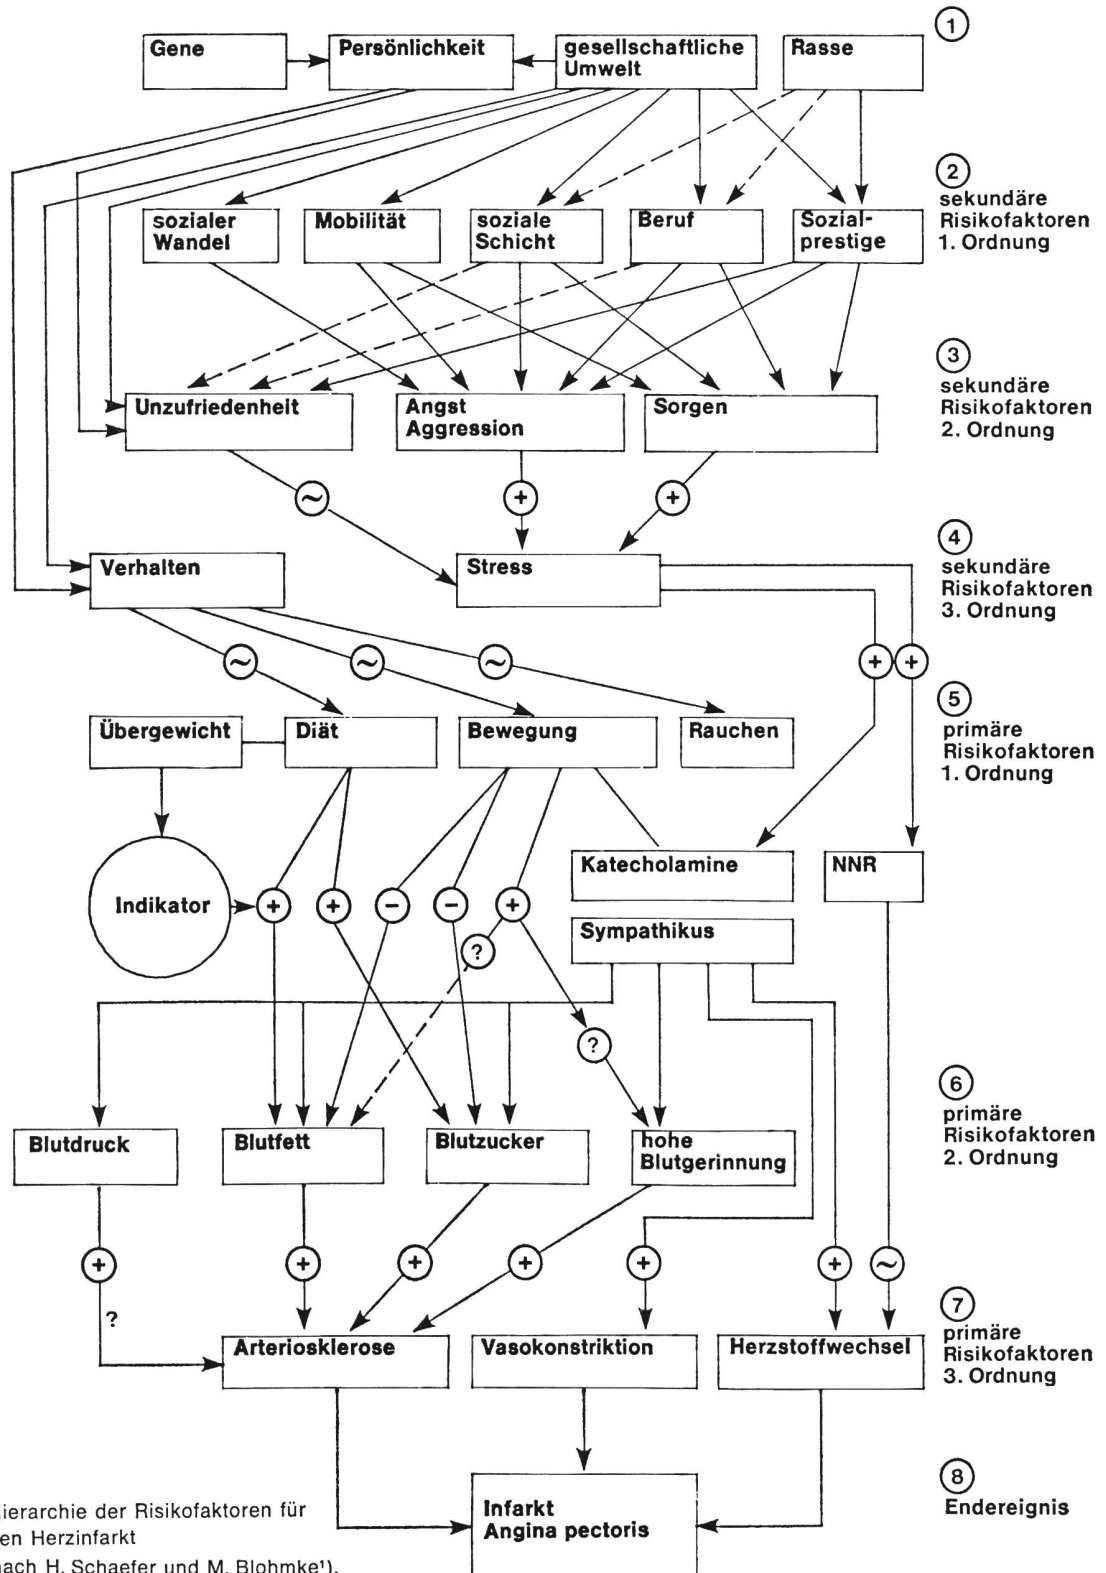 ①
Gene
Persönlichkeit
gesellschaftliche
Umwelt
Rasse
②
sekundäre
Risikofaktoren
1. Ordnung
sozialer
Wandel
Mobilität
soziale
Schicht
Beruf
Sozial-
prestige
③
sekundäre
Risikofaktoren
2. Ordnung
Unzufriedenheit
Angst
Aggression
Sorgen
~
+
+
④
sekundäre
Risikofaktoren
3. Ordnung
Verhalten
Stress
~
~
~
+
+
⑤
primäre
Risikofaktoren
1. Ordnung
Übergewicht
Diät
Bewegung
Rauchen
Katecholamine
NNR
Indikator
+
+
−
−
+
Sympathikus
?
?
⑥
primäre
Risikofaktoren
2. Ordnung
Blutdruck
Blutfett
Blutzucker
hohe
Blutgerinnung
+
+
+
+
+
+
~
?
⑦
primäre
Risikofaktoren
3. Ordnung
Arteriosklerose
Vasokonstriktion
Herzstoffwechsel
⑧
Endereignis
Infarkt
Angina pectoris
ierarchie der Risikofaktoren für
en Herzinfarkt
nach H. Schaefer und M. Blohmke¹).